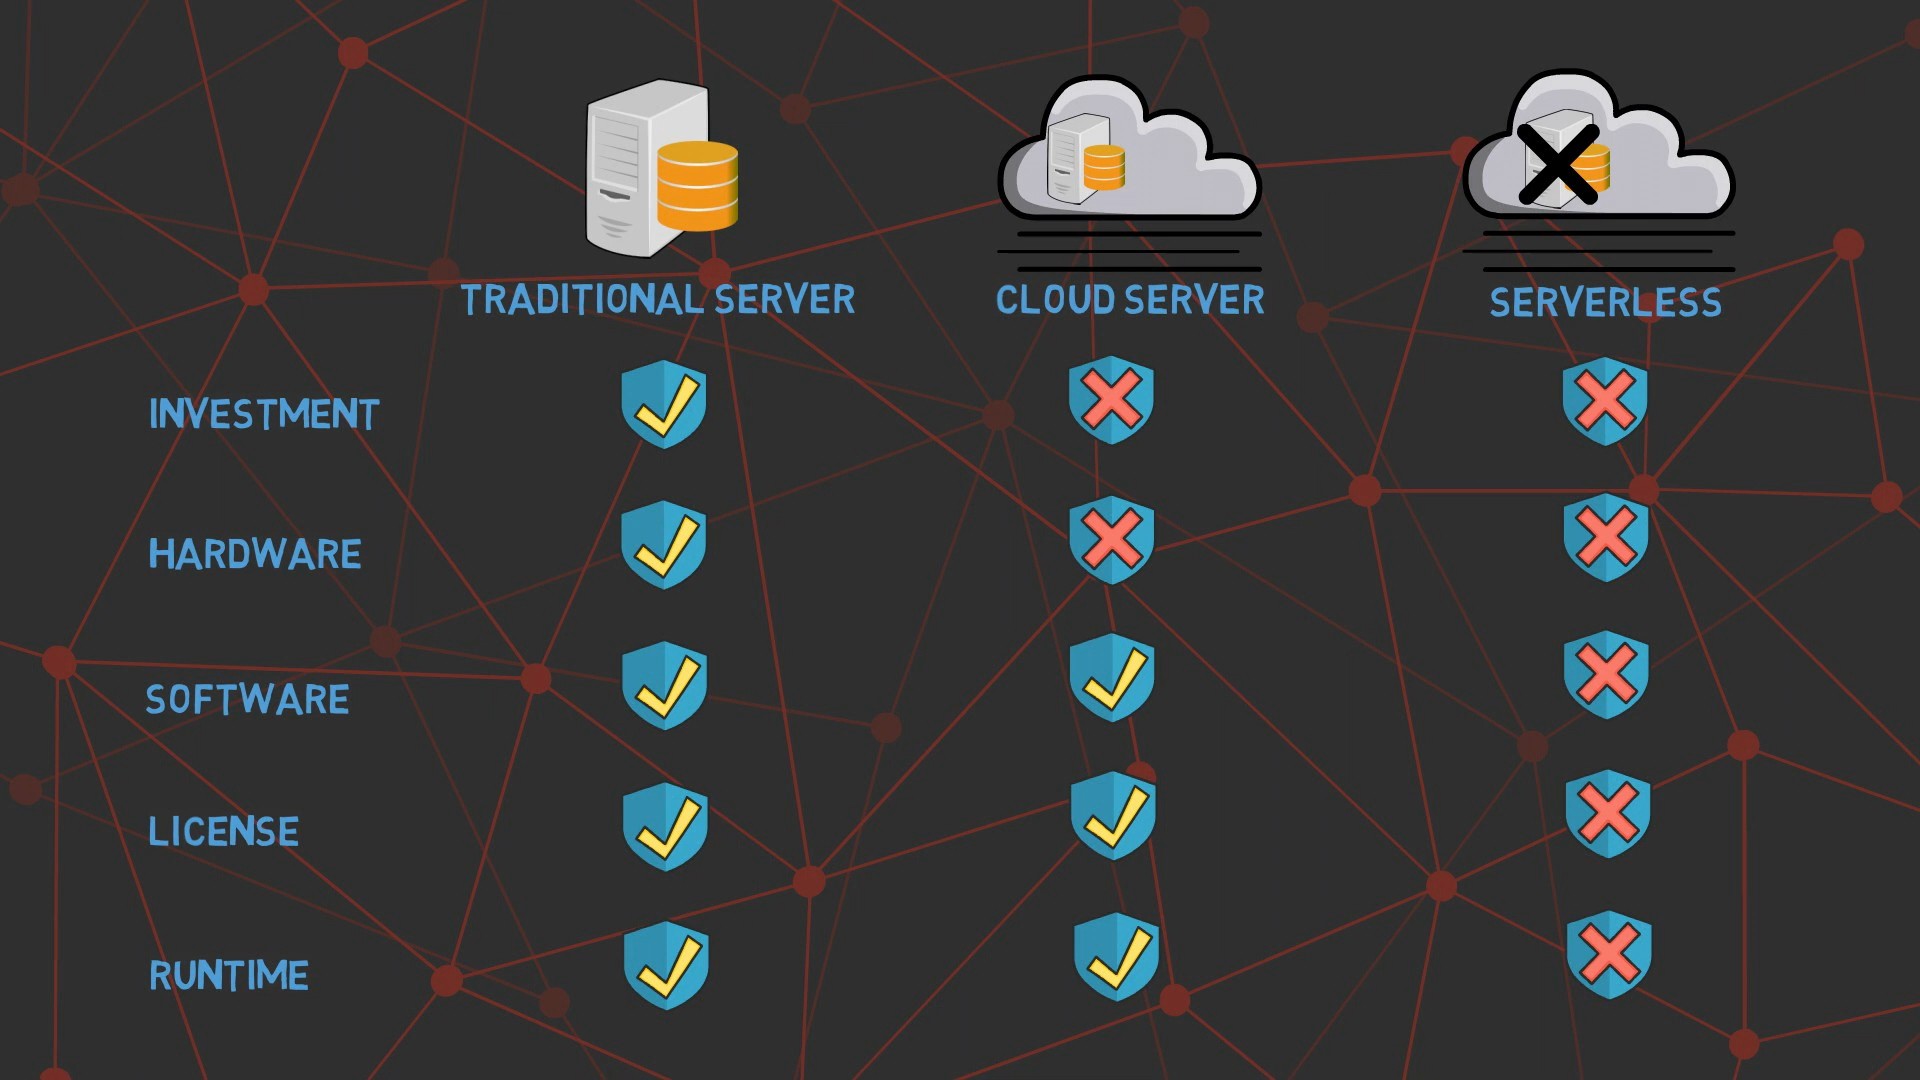 TRADITIONAL SERVER
CLOUD SERVER
SERVERLESS
INVESTMENT
HARDWARE
SOFTWARE
LICENSE
RUNTIME